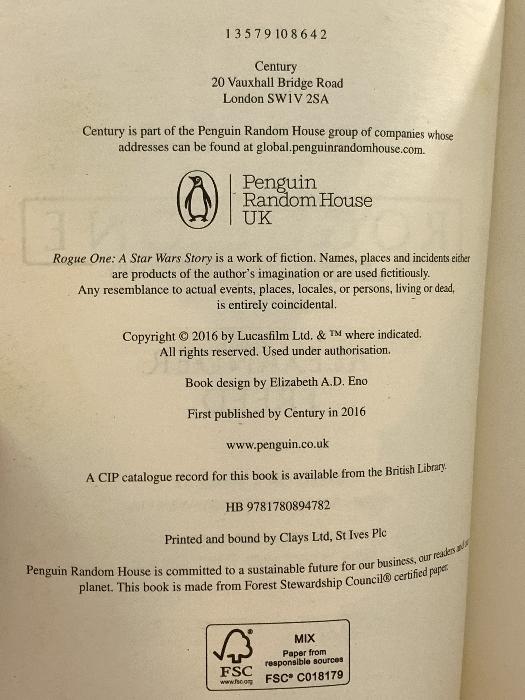 1 3 5 7 9 10 8 6 4 2
Century
20 Vauxhall Bridge Road
London SW1V 2SA
Century is part of the Penguin Random House group of companies whose
addresses can be found at global.penguinrandomhouse.com.
Penguin
Random House
UK
Rogue One: A Star Wars Story is a work of fiction. Names, places and incidents either
are products of the author's imagination or are used fictitiously.
Any resemblance to actual events, places, locales, or persons, living or dead,
is entirely coincidental.
Copyright © 2016 by Lucasfilm Ltd. & ™ where indicated.
All rights reserved. Used under authorisation.
Book design by Elizabeth A.D. Eno
First published by Century in 2016
www.penguin.co.uk
A CIP catalogue record for this book is available from the British Library.
HB 9781780894782
Printed and bound by Clays Ltd, St Ives Plc
Penguin Random House is committed to a sustainable future for our business, our readers and our
planet. This book is made from Forest Stewardship Council® certified paper.
FSC®
www.fsc.org
MIX
Paper from
responsible sources
FSC® C018179